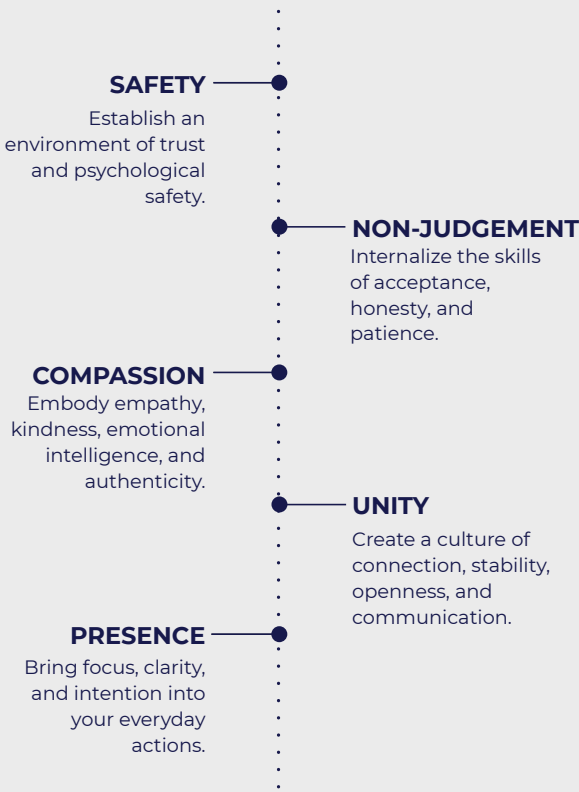 SAFETY
Establish an
environment of trust
and psychological
safety.
NON-JUDGEMENT
Internalize the skills
of acceptance,
honesty, and
patience.
COMPASSION
Embody empathy,
kindness, emotional
intelligence, and
authenticity.
UNITY
Create a culture of
connection, stability,
openness, and
communication.
PRESENCE
Bring focus, clarity,
and intention into
your everyday
actions.